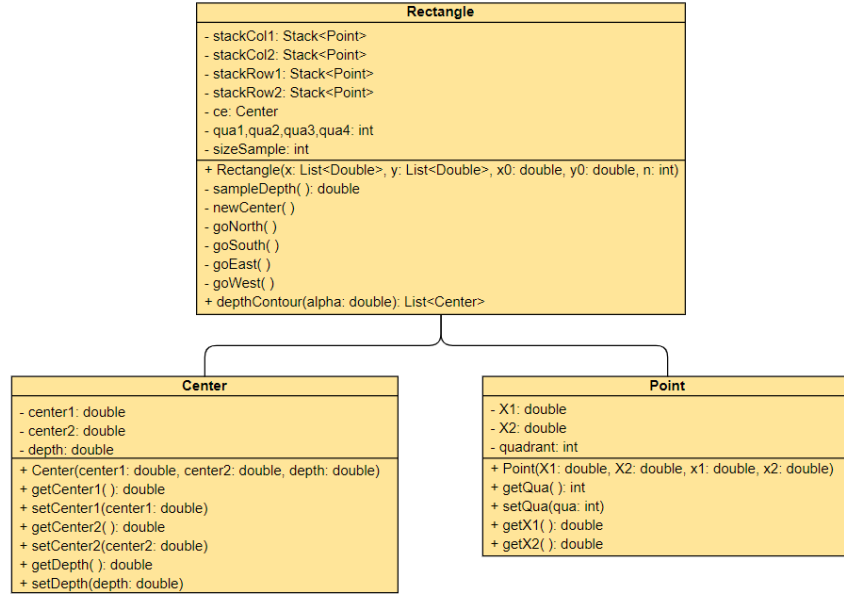 Rectangle
- stackCol1: Stack<Point>
- stackCol2: Stack<Point>
- stackRow1: Stack<Point>
- stackRow2: Stack<Point>
- ce: Center
- qua1,qua2,qua3,qua4: int
- sizeSample: int
+ Rectangle(x: List<Double>, y: List<Double>, x0: double, y0: double, n: int)
- sampleDepth( ): double
- newCenter( )
- goNorth( )
- goSouth( )
- goEast( )
- goWest( )
+ depthContour(alpha: double): List<Center>
Center
- center1: double
- center2: double
- depth: double
+ Center(center1: double, center2: double, depth: double)
+ getCenter1( ): double
+ setCenter1(center1: double)
+ getCenter2( ): double
+ setCenter2(center2: double)
+ getDepth( ): double
+ setDepth(depth: double)
Point
- X1: double
- X2: double
- quadrant: int
+ Point(X1: double, X2: double, x1: double, x2: double)
+ getQua( ): int
+ setQua(qua: int)
+ getX1( ): double
+ getX2( ): double